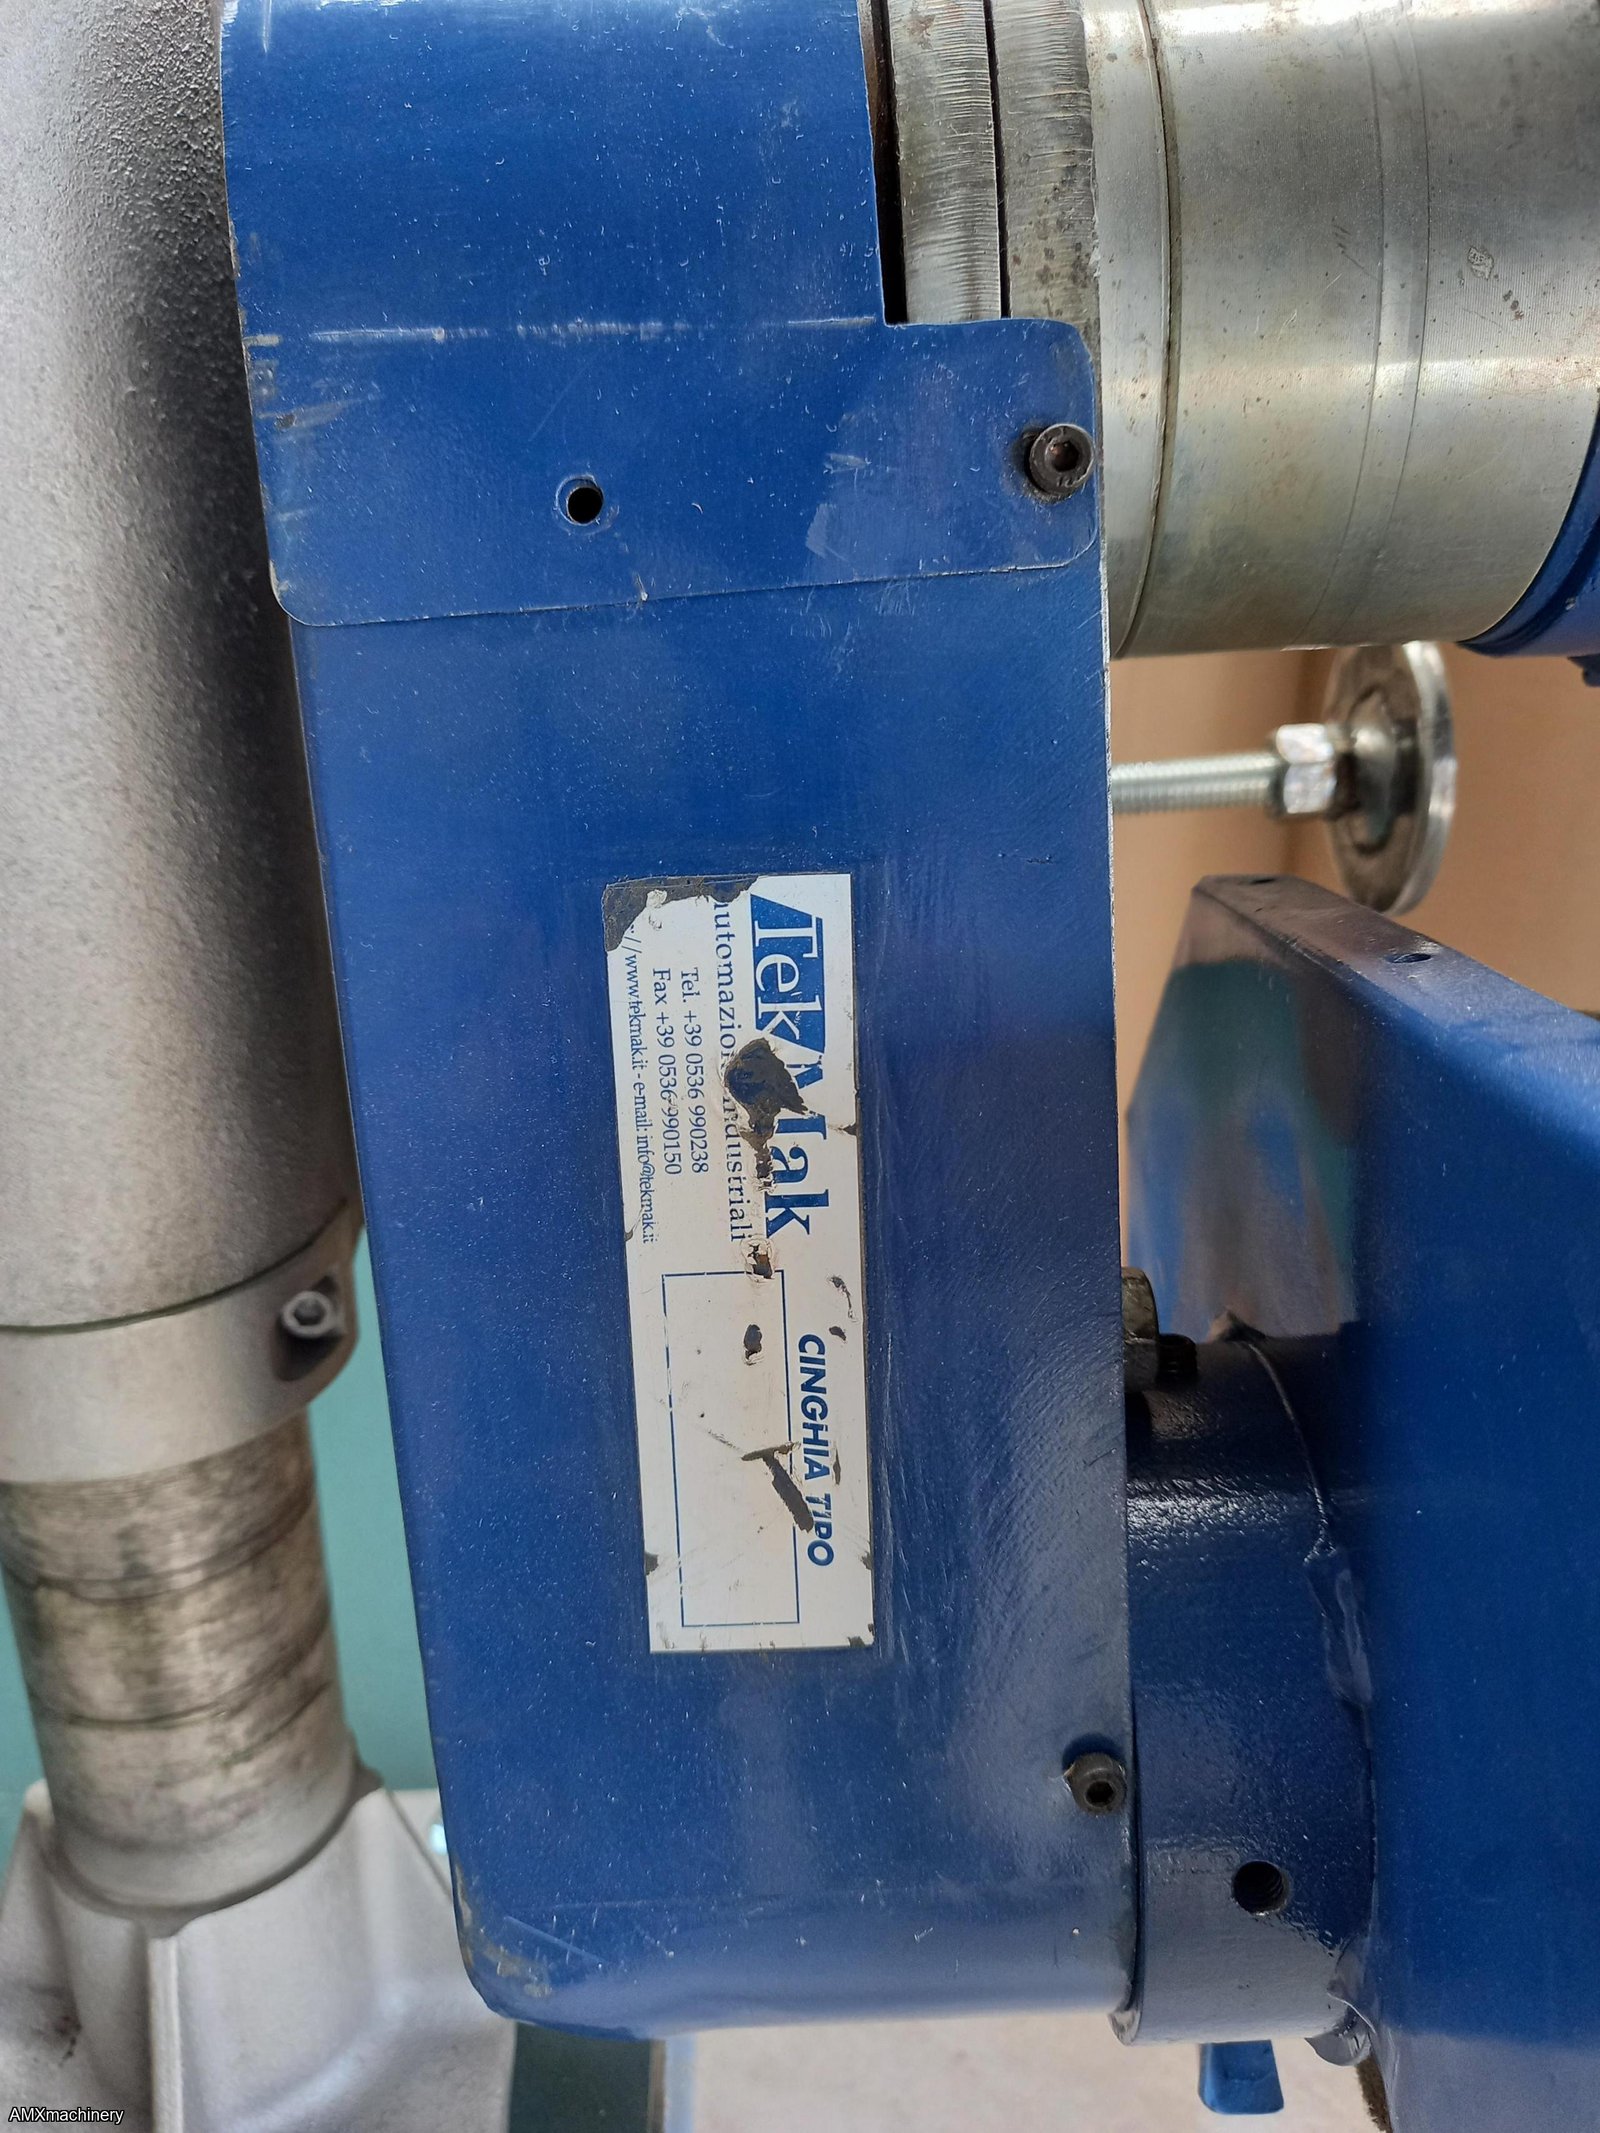 TekMak
Automazioni Industriali
Tel. +39 0536 990238
Fax +39 0536 990150
://www.tekmak.it - e-mail: info@tekmak.it
CINGHIA TIPO
AMXmachinery